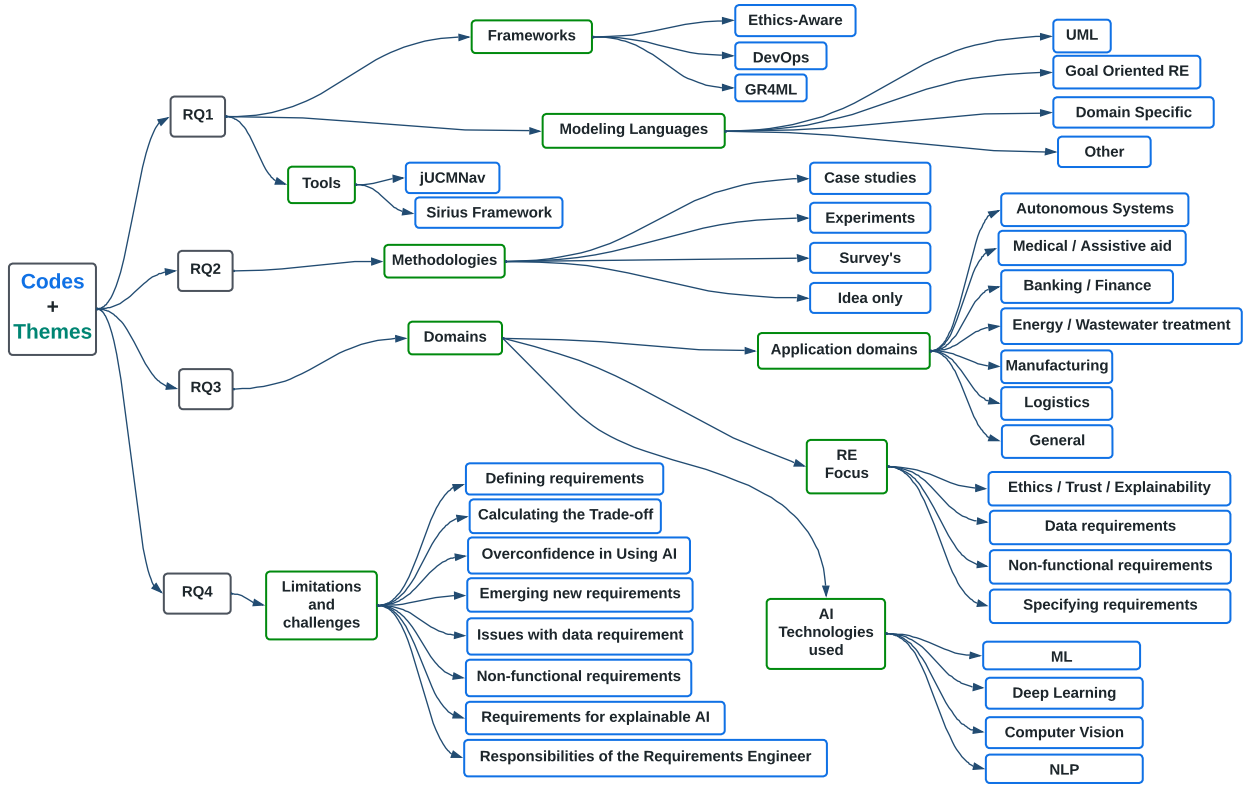 Codes
+
Themes
RQ1
Frameworks
Ethics-Aware
DevOps
GR4ML
Modeling Languages
UML
Goal Oriented RE
Domain Specific
Other
Tools
jUCMNav
Sirius Framework
RQ2
Methodologies
Case studies
Experiments
Survey's
Idea only
RQ3
Domains
Application domains
Autonomous Systems
Medical / Assistive aid
Banking / Finance
Energy / Wastewater treatment
Manufacturing
Logistics
General
RE
Focus
Ethics / Trust / Explainability
Data requirements
Non-functional requirements
Specifying requirements
AI
Technologies
used
ML
Deep Learning
Computer Vision
NLP
RQ4
Limitations
and
challenges
Defining requirements
Calculating the Trade-off
Overconfidence in Using AI
Emerging new requirements
Issues with data requirement
Non-functional requirements
Requirements for explainable AI
Responsibilities of the Requirements Engineer